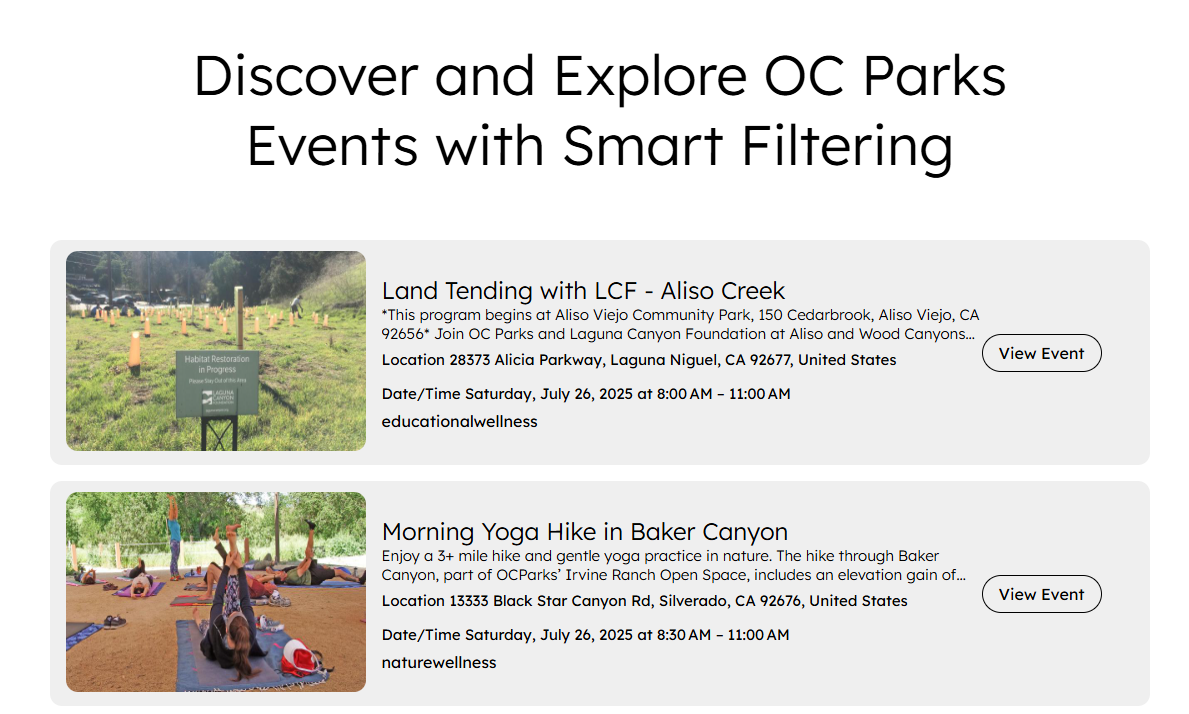 Discover and Explore OC Parks
Events with Smart Filtering
Habitat Restoration
in Progress
Please Stay Out of this Area
LAGUNA
CANYON
Land Tending with LCF - Aliso Creek
*This program begins at Aliso Viejo Community Park, 150 Cedarbrook, Aliso Viejo, CA
92656* Join OC Parks and Laguna Canyon Foundation at Aliso and Wood Canyons...
Location 28373 Alicia Parkway, Laguna Niguel, CA 92677, United States
Date/Time Saturday, July 26, 2025 at 8:00 AM – 11:00 AM
educationalwellness
View Event
Morning Yoga Hike in Baker Canyon
Enjoy a 3+ mile hike and gentle yoga practice in nature. The hike through Baker
Canyon, part of OCParks’ Irvine Ranch Open Space, includes an elevation gain of...
Location 13333 Black Star Canyon Rd, Silverado, CA 92676, United States
Date/Time Saturday, July 26, 2025 at 8:30 AM – 11:00 AM
naturewellness
View Event